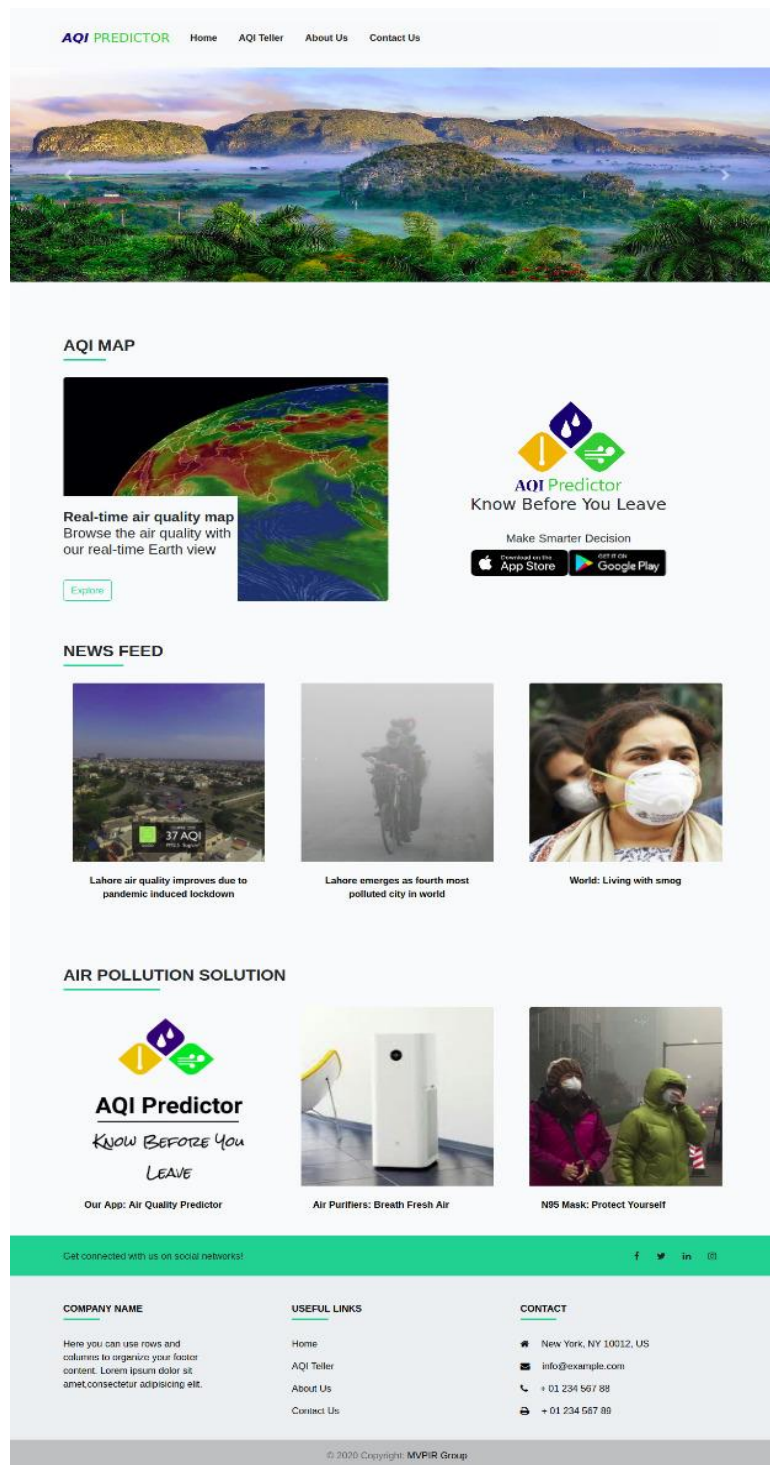 AQI PREDICTOR Home AQI Teller About Us Contact Us
AQI MAP
Real-time air quality map
Browse the air quality with
our real-time Earth view
Explore
AQI Predictor
Know Before You Leave
Make Smarter Decision
Download on the
App Store
GET IT ON
Google Play
NEWS FEED
37 AQI
Lahore air quality improves due to
pandemic induced lockdown
Lahore emerges as fourth most
polluted city in world
World: Living with smog
AIR POLLUTION SOLUTION
AQI Predictor
KNOW BEFORE YOU
LEAVE
Our App: Air Quality Predictor
Air Purifiers: Breath Fresh Air
N95 Mask: Protect Yourself
Get connected with us on social networks!
COMPANY NAME
Here you can use rows and
columns to organize your footer
content. Lorem ipsum dolor sit
amet,consectetur adipisicing elit.
USEFUL LINKS
Home
AQI Teller
About Us
Contact Us
CONTACT
New York, NY 10012, US
info@example.com
+ 01 234 567 88
+ 01 234 567 89
© 2020 Copyright: MVPIR Group